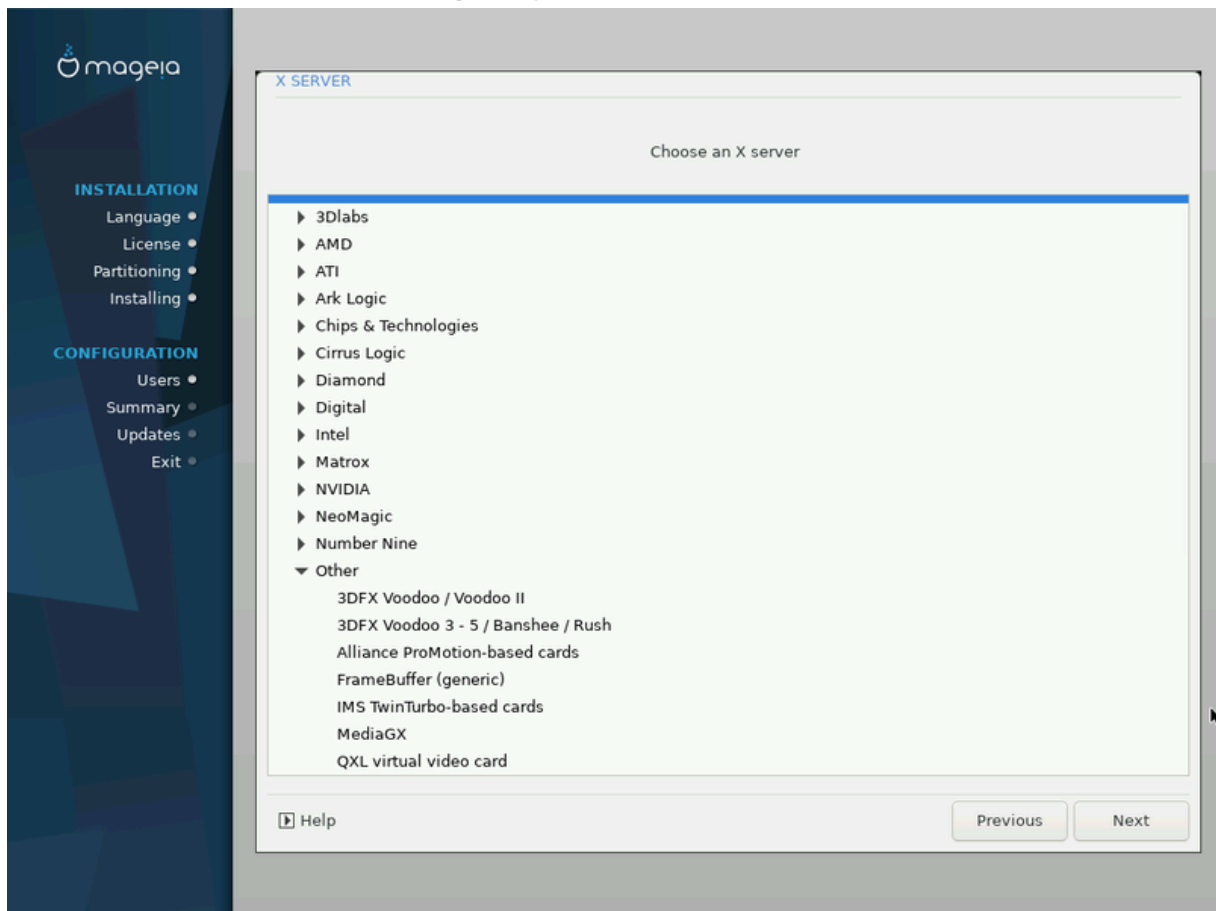 mageia
INSTALLATION
Language
License
Partitioning
Installing
CONFIGURATION
Users
Summary
Updates
Exit
X SERVER
Choose an X server
3Dlabs
AMD
ATI
Ark Logic
Chips & Technologies
Cirrus Logic
Diamond
Digital
Intel
Matrox
NVIDIA
NeoMagic
Number Nine
Other
3DFX Voodoo / Voodoo II
3DFX Voodoo 3 - 5 / Banshee / Rush
Alliance ProMotion-based cards
FrameBuffer (generic)
IMS TwinTurbo-based cards
MediaGX
QXL virtual video card
Help
Previous
Next